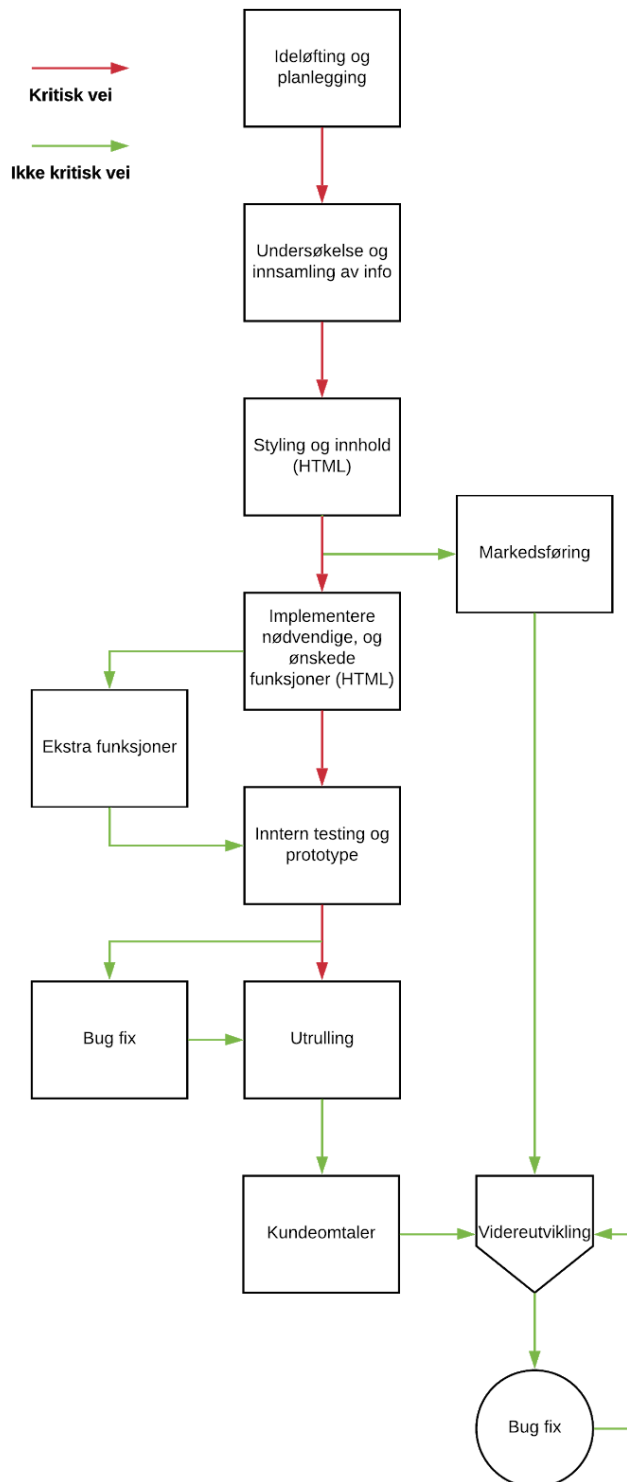 Ideløfting og
planlegging
Kritisk vei
Ikke kritisk vei
Undersøkelse og
innsamling av info
Styling og innhold
(HTML)
Markedsføring
Implementere
nødvendige, og
ønskede
funksjoner (HTML)
Ekstra funksjoner
Inntern testing og
prototype
Bug fix
Utrulling
Kundeomtaler
Videreutvikling
Bug fix